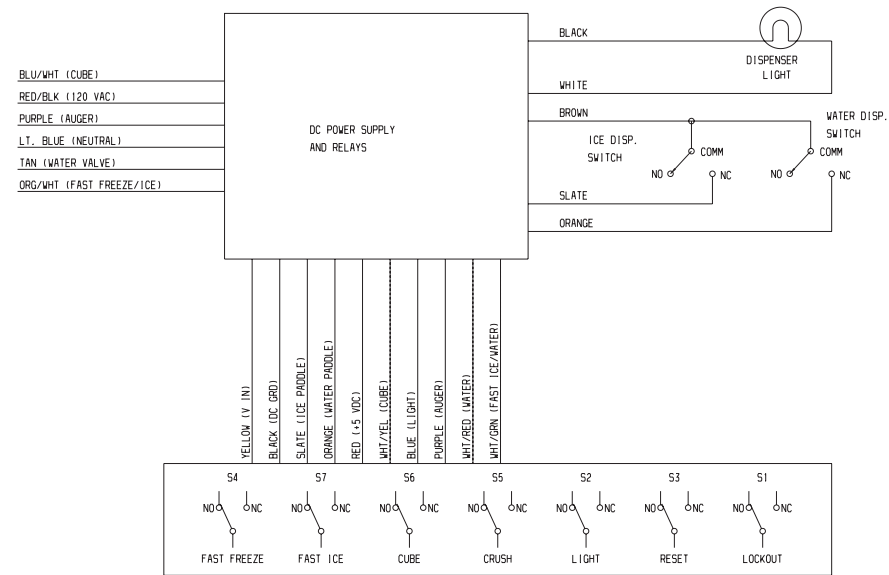 BLU/WHT (CUBE)
RED/BLK (120 VAC)
PURPLE (AUGER)
LT. BLUE (NEUTRAL)
TAN (WATER VALVE)
ORG/WHT (FAST FREEZE/ICE)
DC POWER SUPPLY
AND RELAYS
BLACK
DISPENSER
LIGHT
WHITE
BROWN
ICE DISP.
SWITCH
COMM
NO
NC
WATER DISP.
SWITCH
COMM
NO
NC
SLATE
ORANGE
YELLOW (V IN)
BLACK (DC GRD)
SLATE (ICE PADDLE)
ORANGE (WATER PADDLE)
RED (+5 VDC)
WHT/YEL (CUBE)
BLUE (LIGHT)
PURPLE (AUGER)
WHT/RED (WATER)
WHT/GRN (FAST ICE/WATER)
S4 S7 S6 S5 S2 S3 S1
NO NC NO NC NO NC NO NC NO NC NO NC NO NC
FAST FREEZE FAST ICE CUBE CRUSH LIGHT RESET LOCKOUT